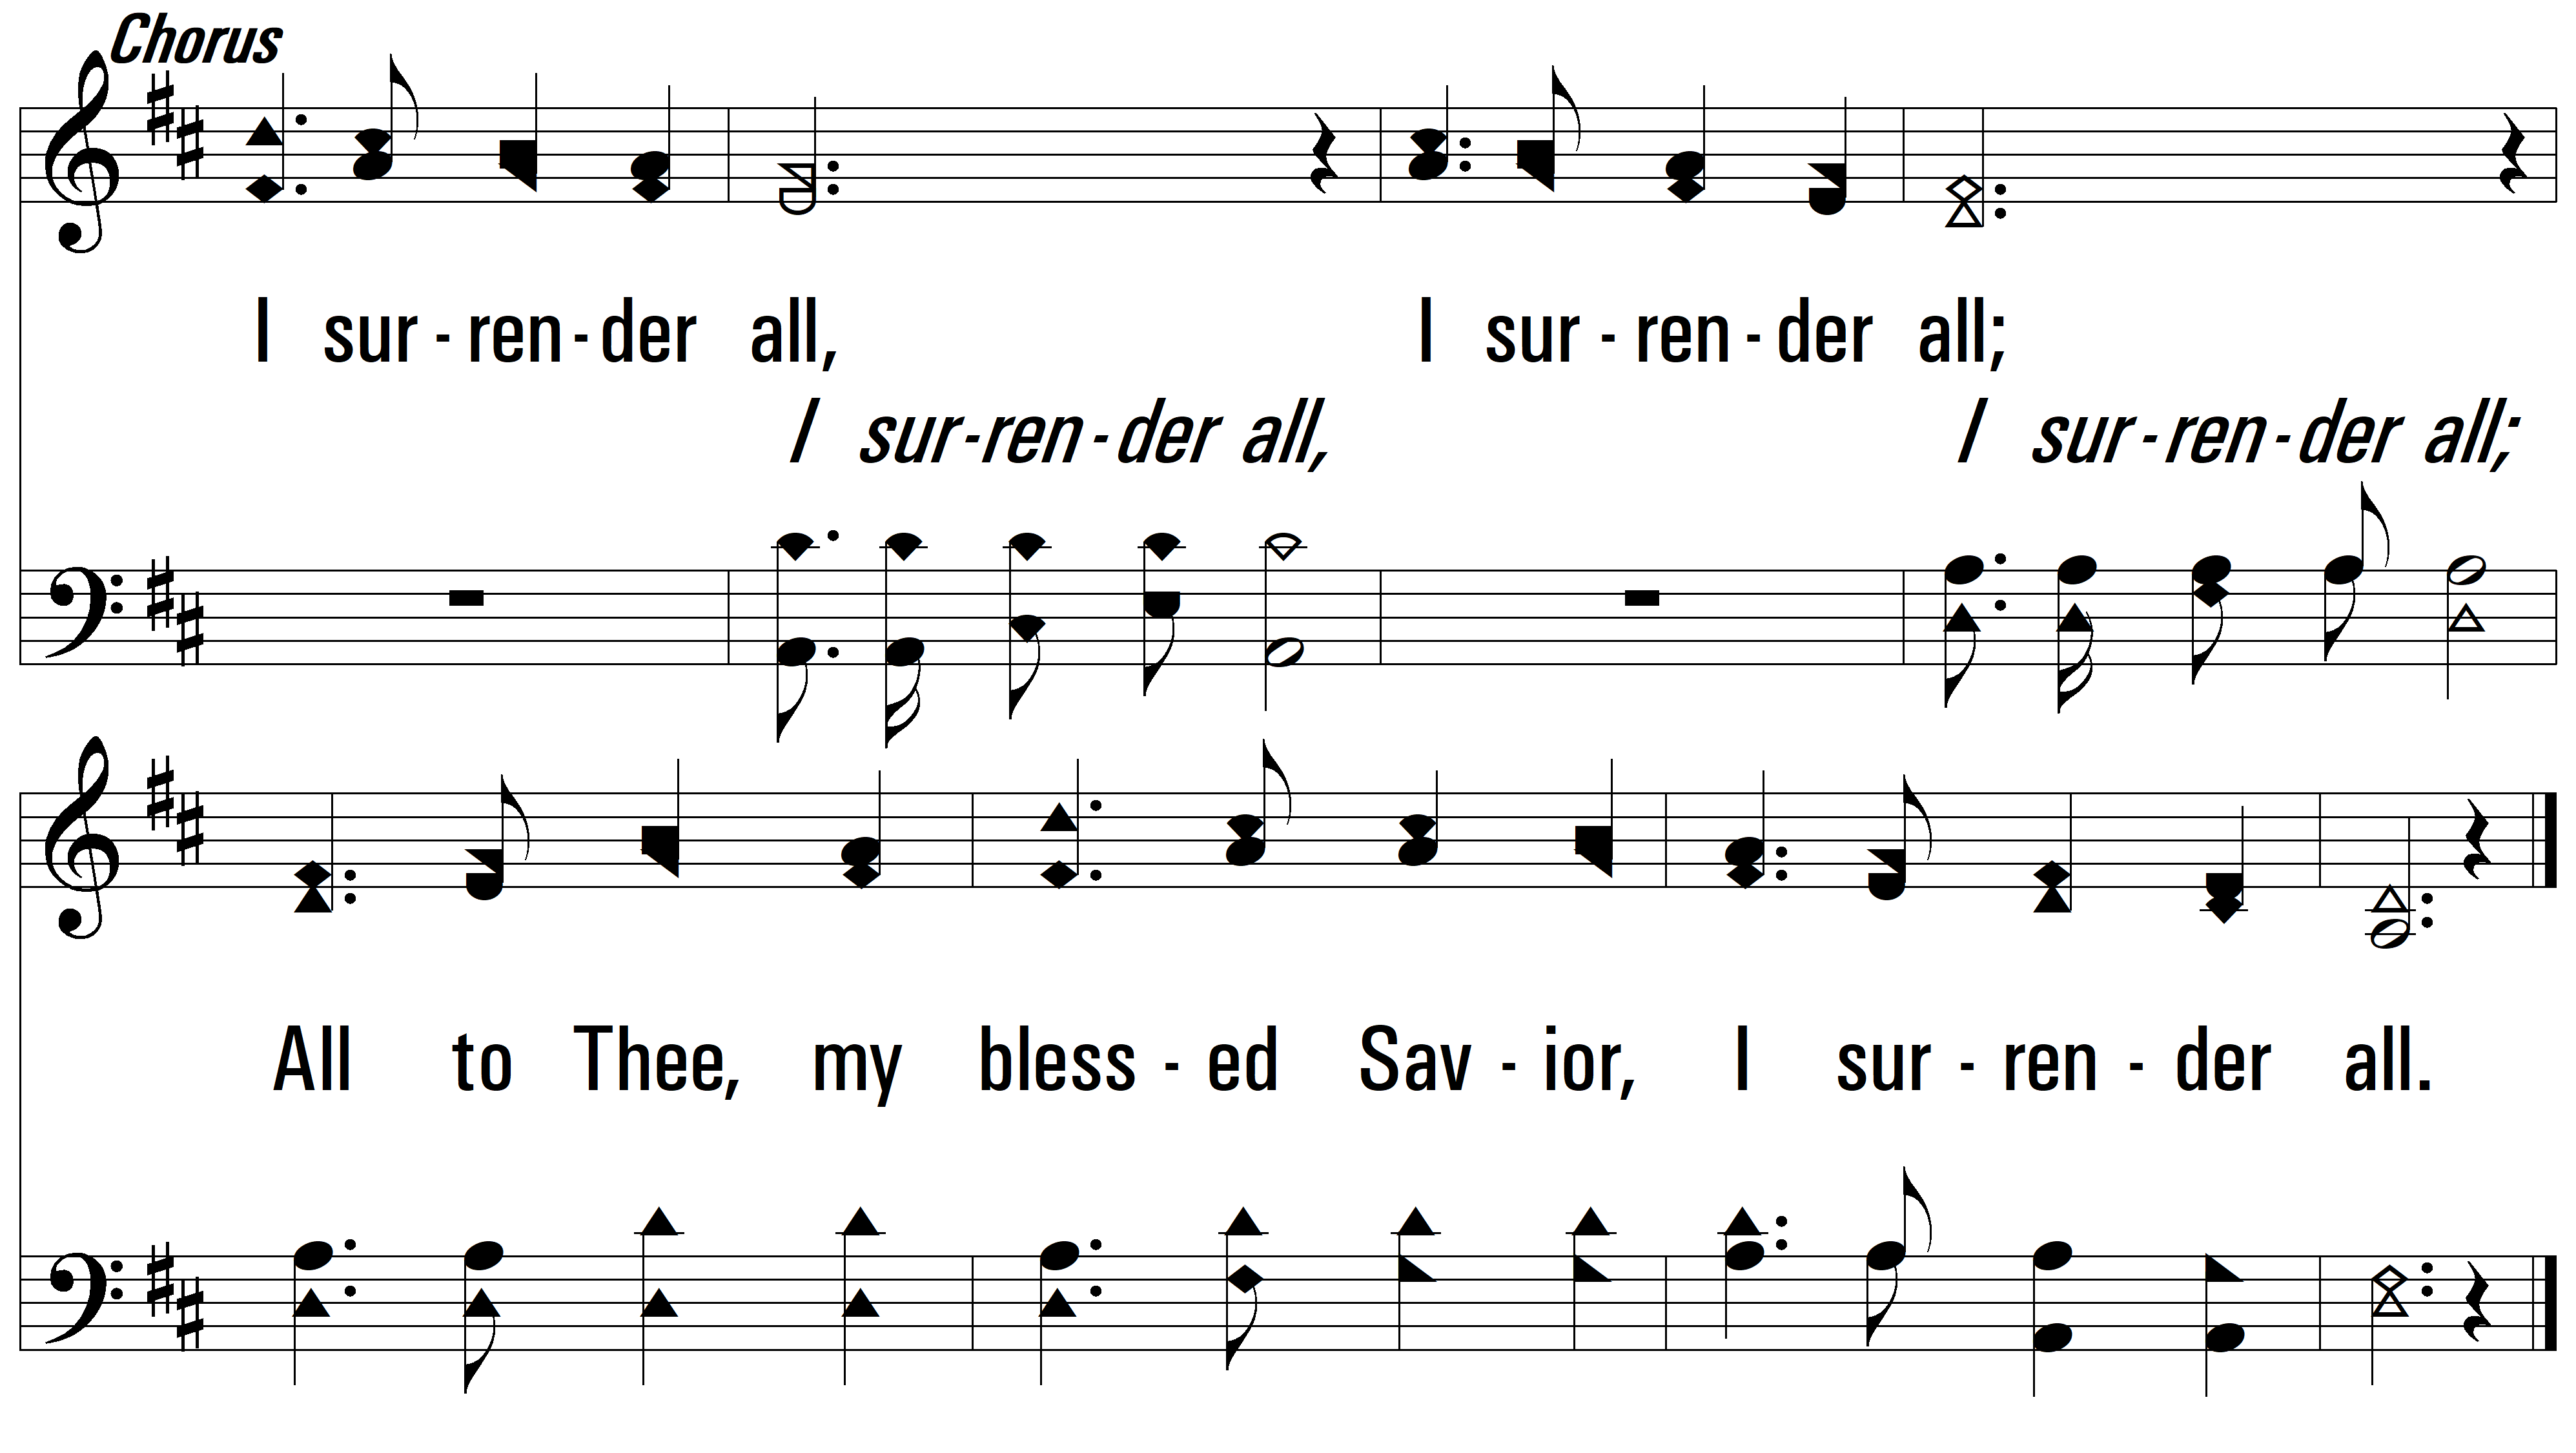 Chorus
I sur - ren - der all, I sur - ren - der all;
I sur - ren - der all, I sur - ren - der all;
All to Thee, my bless - ed Sav - ior, I sur - ren - der all.